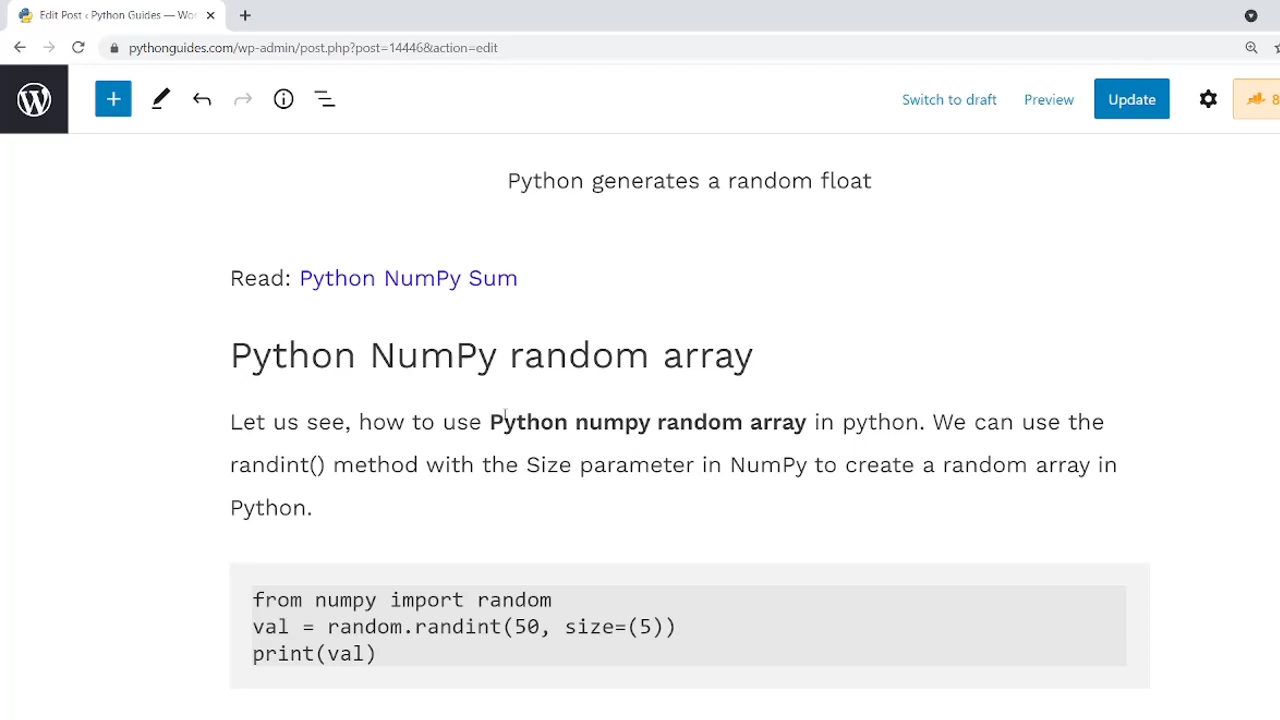 Edit Post ‹ Python Guides — Wor
pythonguides.com/wp-admin/post.php?post=14446&action=edit
Switch to draft
Preview
Update
8
Python generates a random float
Read: Python NumPy Sum
Python NumPy random array
Let us see, how to use Python numpy random array in python. We can use the
randint() method with the Size parameter in NumPy to create a random array in
Python.
from numpy import random
val = random.randint(50, size=(5))
print(val)